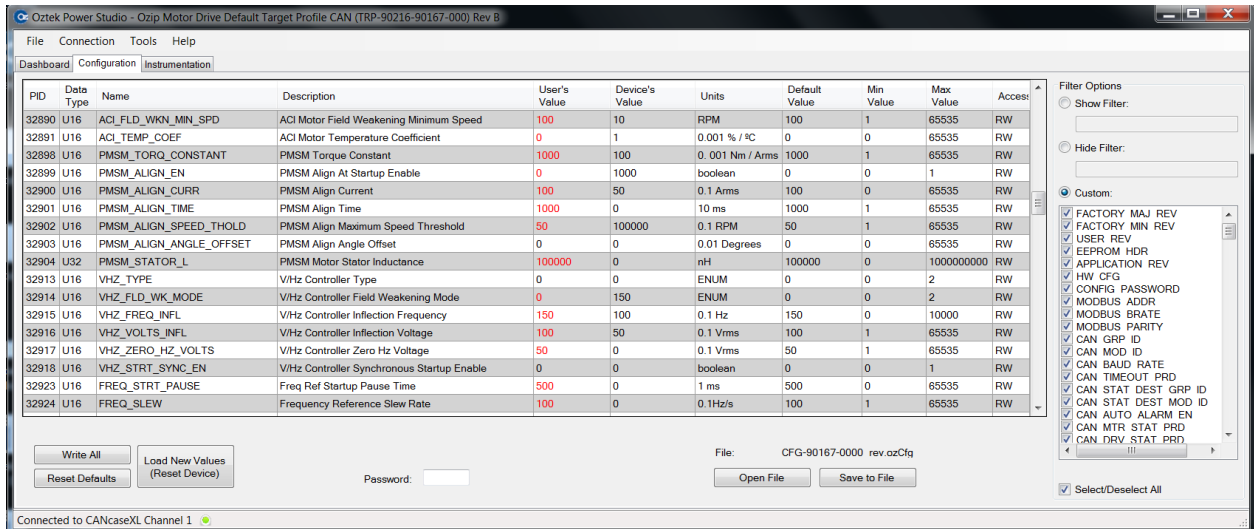 Oztek Power Studio - Ozip Motor Drive Default Target Profile CAN (TRP-90216-90167-000) Rev B
File Connection Tools Help
Dashboard Configuration Instrumentation
PID Data Type Name Description User's Value Device's Value Units Default Value Min Value Max Value Access
32890 U16 ACI_FLD_WKN_MIN_SPD ACI Motor Field Weakening Minimum Speed 100 10 RPM 100 1 65535 RW
32891 U16 ACI_TEMP_COEF ACI Motor Temperature Coefficient 0 1 0.001 % / ºC 0 0 65535 RW
32898 U16 PMSM_TORQ_CONSTANT PMSM Torque Constant 1000 100 0. 001 Nm / Arms 1000 1 65535 RW
32899 U16 PMSM_ALIGN_EN PMSM Align At Startup Enable 0 1000 boolean 0 0 1 RW
32900 U16 PMSM_ALIGN_CURR PMSM Align Current 100 50 0.1 Arms 100 0 65535 RW
32901 U16 PMSM_ALIGN_TIME PMSM Align Time 1000 0 10 ms 1000 1 65535 RW
32902 U16 PMSM_ALIGN_SPEED_THOLD PMSM Align Maximum Speed Threshold 50 100000 0.1 RPM 50 1 65535 RW
32903 U16 PMSM_ALIGN_ANGLE_OFFSET PMSM Align Angle Offset 0 0 0.01 Degrees 0 0 65535 RW
32904 U32 PMSM_STATOR_L PMSM Motor Stator Inductance 100000 0 nH 100000 0 1000000000 RW
32913 U16 VHZ_TYPE V/Hz Controller Type 0 0 ENUM 0 0 2 RW
32914 U16 VHZ_FLD_WK_MODE V/Hz Controller Field Weakening Mode 0 150 ENUM 0 0 2 RW
32915 U16 VHZ_FREQ_INFL V/Hz Controller Inflection Frequency 150 100 0.1 Hz 150 0 10000 RW
32916 U16 VHZ_VOLTS_INFL V/Hz Controller Inflection Voltage 100 50 0.1 Vrms 100 1 65535 RW
32917 U16 VHZ_ZERO_HZ_VOLTS V/Hz Controller Zero Hz Voltage 50 0 0.1 Vrms 50 1 65535 RW
32918 U16 VHZ_STRT_SYNC_EN V/Hz Controller Synchronous Startup Enable 0 0 boolean 0 0 1 RW
32923 U16 FREQ_STRT_PAUSE Freq Ref Startup Pause Time 500 0 1 ms 500 0 65535 RW
32924 U16 FREQ_SLEW Frequency Reference Slew Rate 100 0 0.1Hz/s 100 1 65535 RW
Filter Options
Show Filter:
Hide Filter:
Custom:
FACTORY MAJ REV
FACTORY MIN REV
USER REV
EEPROM HDR
APPLICATION REV
HW CFG
CONFIG PASSWORD
MODBUS ADDR
MODBUS BRATE
MODBUS PARITY
CAN GRP ID
CAN MOD ID
CAN BAUD RATE
CAN TIMEOUT PRD
CAN STAT DEST GRP ID
CAN STAT DEST MOD ID
CAN AUTO ALARM EN
CAN MTR STAT PRD
CAN DRV STAT PRD
Select/Deselect All
Write All
Reset Defaults
Load New Values
(Reset Device)
Password:
File: CFG-90167-0000 rev.ozCfg
Open File Save to File
Connected to CANcaseXL Channel 1